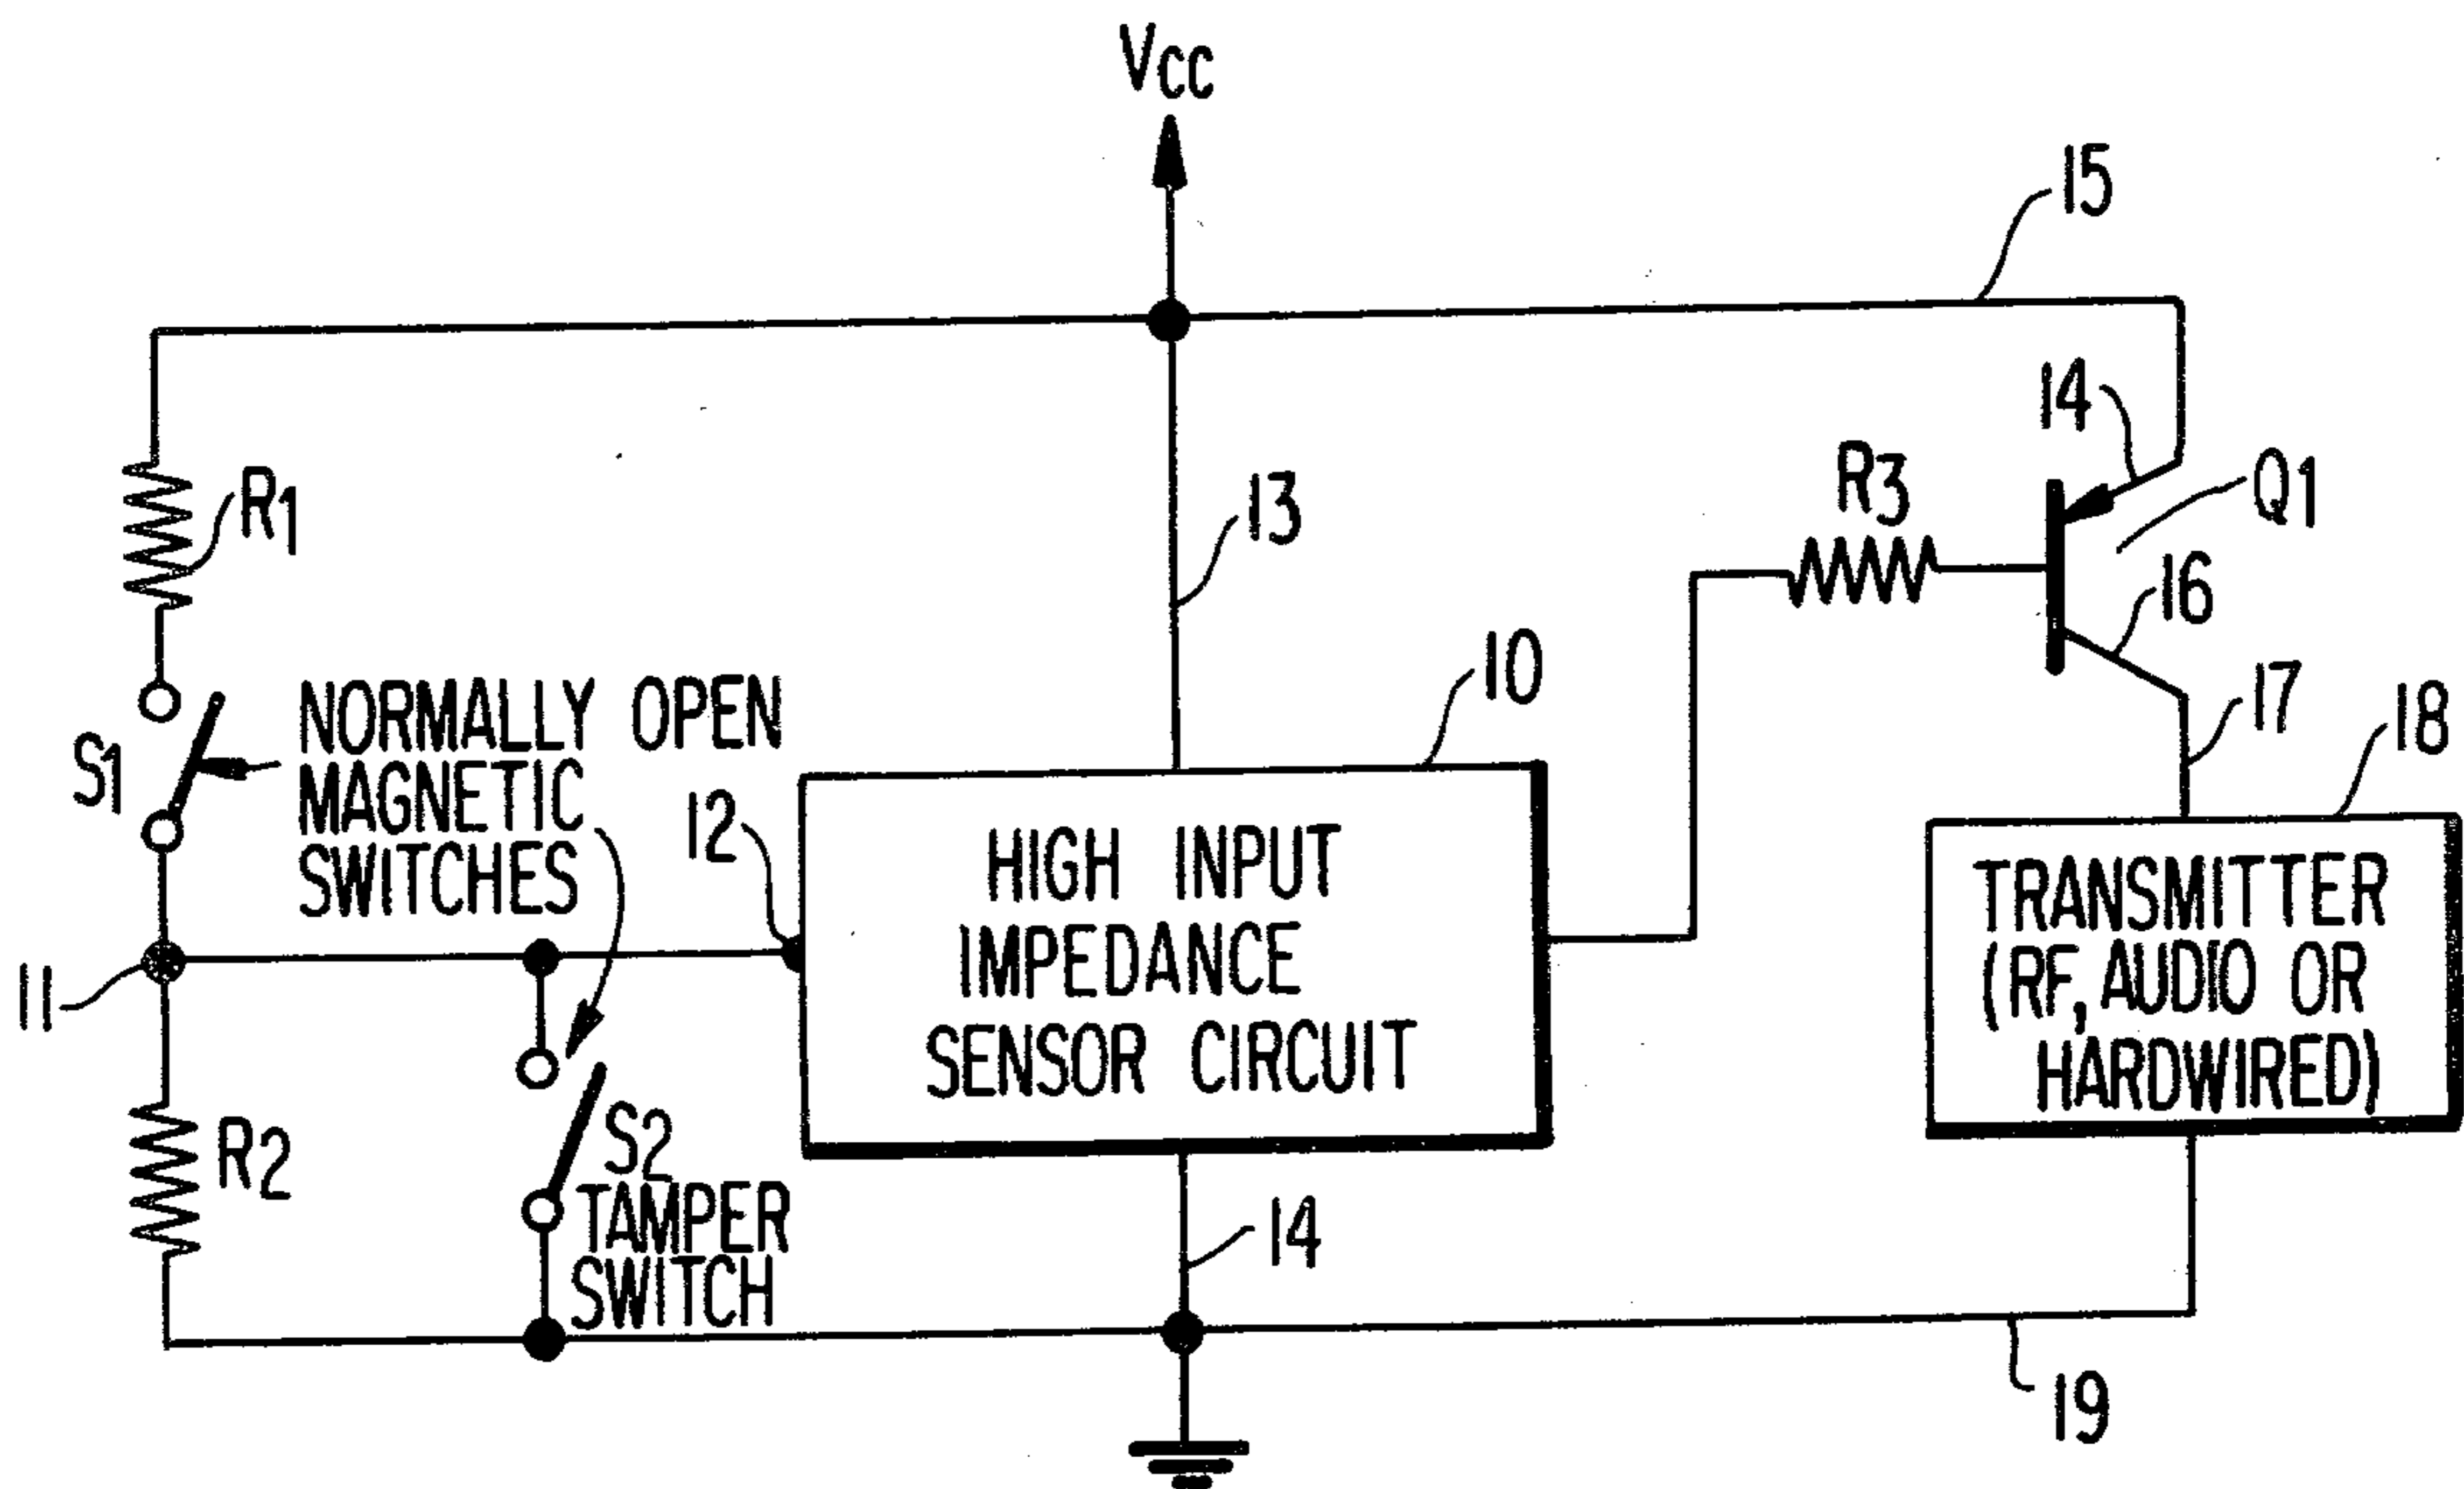 VCC
15
14
R3
Q1
13
R1
16
10
17
18
NORMALLY OPEN
MAGNETIC
SWITCHES
S1
12
HIGH INPUT
IMPEDANCE
SENSOR CIRCUIT
TRANSMITTER
(RF, AUDIO OR
HARDWIRED)
11
R2
S2
TAMPER
SWITCH
14
19